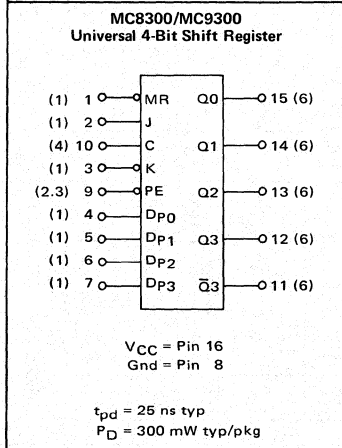 MC8300/MC9300
Universal 4-Bit Shift Register
(1) 1 MR Q0 15 (6)
(1) 2 J
(4) 10 C Q1 14 (6)
(1) 3 K
(2.3) 9 PE Q2 13 (6)
(1) 4 DP0
(1) 5 DP1 Q3 12 (6)
(1) 6 DP2
(1) 7 DP3 Q̅3 11 (6)
VCC = Pin 16
Gnd = Pin 8
tpd = 25 ns typ
PD = 300 mW typ/pkg